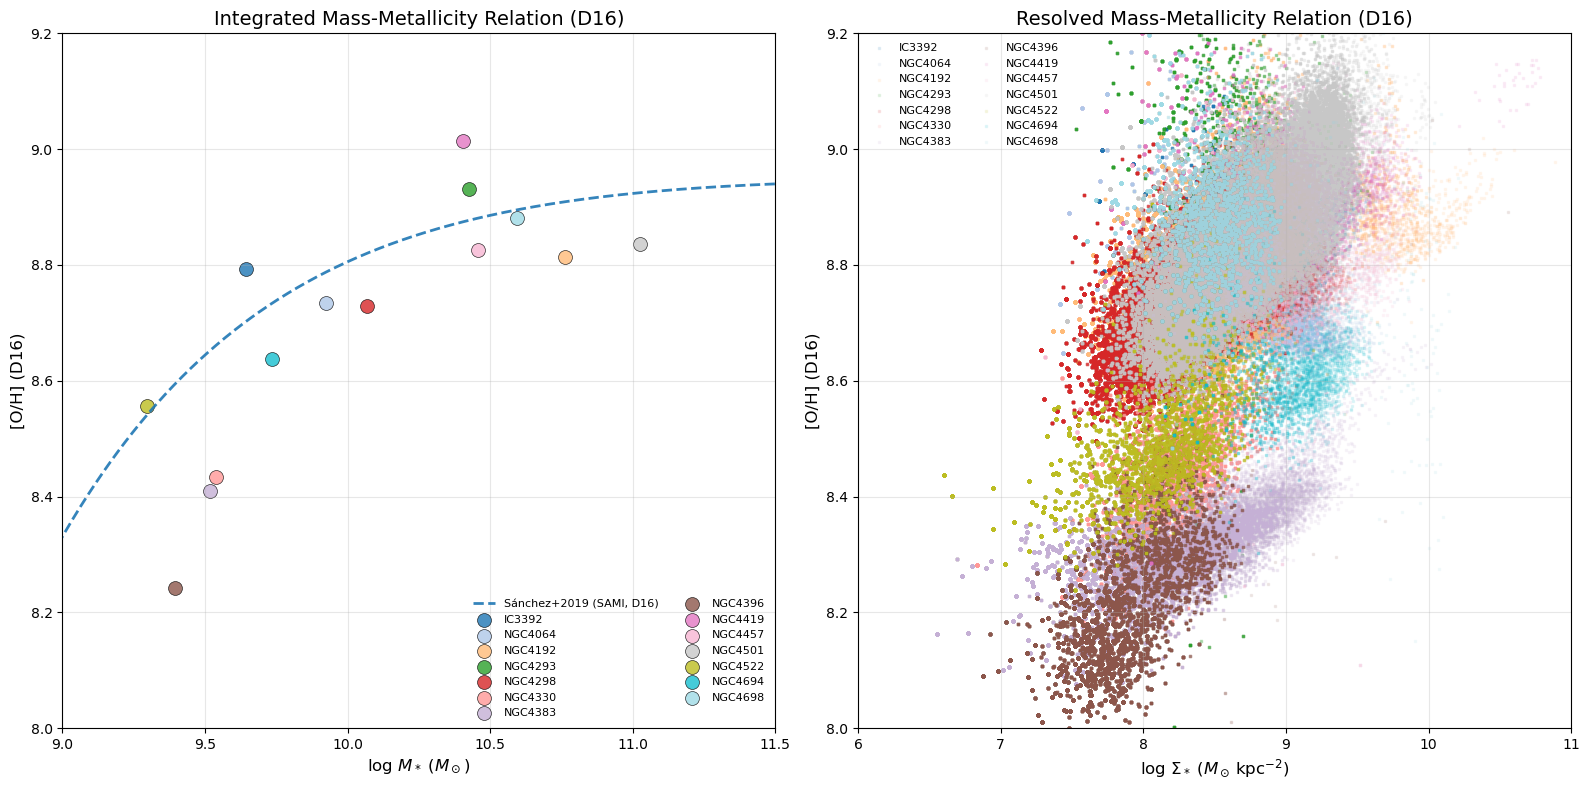 Integrated Mass-Metallicity Relation (D16)
[O/H] (D16)
9.2
9.0
8.8
8.6
8.4
8.2
8.0
9.0
9.5
10.0
10.5
11.0
11.5
log M* (M⊙)
Sánchez+2019 (SAMI, D16)
IC3392
NGC4064
NGC4192
NGC4293
NGC4298
NGC4330
NGC4383
NGC4396
NGC4419
NGC4457
NGC4501
NGC4522
NGC4694
NGC4698
Resolved Mass-Metallicity Relation (D16)
[O/H] (D16)
9.2
9.0
8.8
8.6
8.4
8.2
8.0
6
7
8
9
10
11
log Σ* (M⊙ kpc⁻²)
IC3392
NGC4064
NGC4192
NGC4293
NGC4298
NGC4330
NGC4383
NGC4396
NGC4419
NGC4457
NGC4501
NGC4522
NGC4694
NGC4698